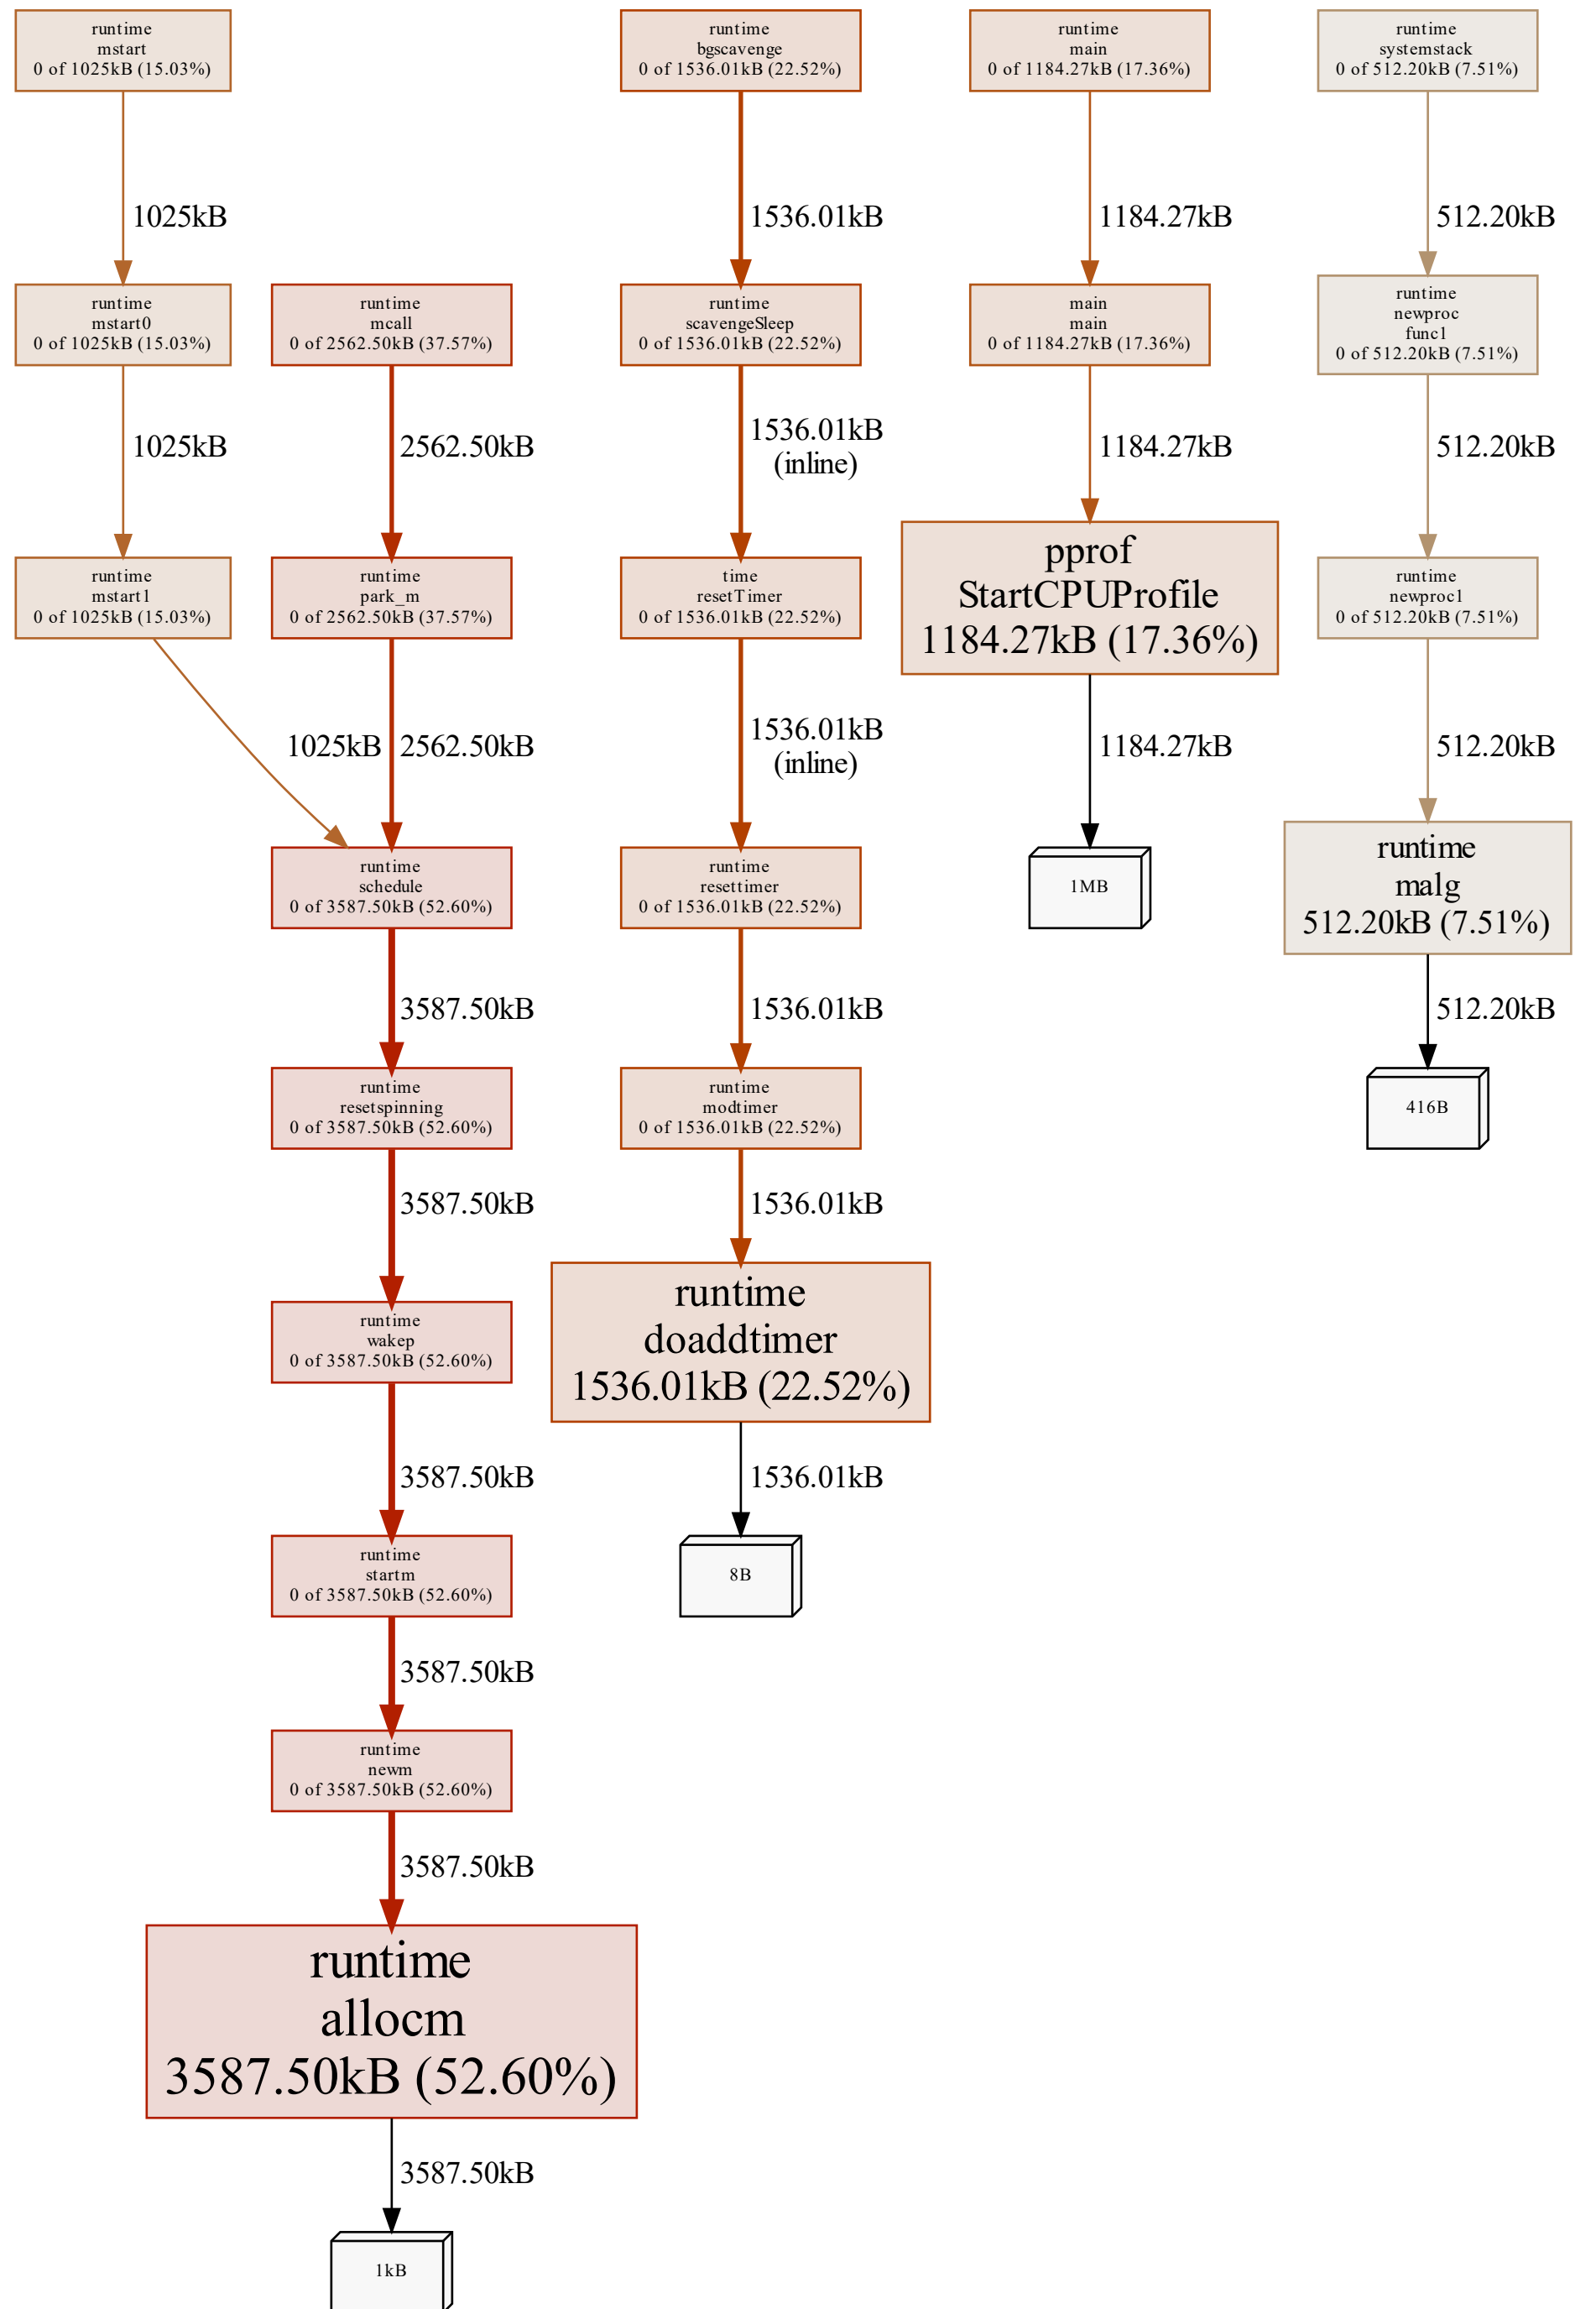 runtime
mstart
0 of 1025kB (15.03%)
runtime
bgscavenge
0 of 1536.01kB (22.52%)
runtime
main
0 of 1184.27kB (17.36%)
runtime
systemstack
0 of 512.20kB (7.51%)
1025kB
1536.01kB
1184.27kB
512.20kB
runtime
mstart0
0 of 1025kB (15.03%)
runtime
mcall
0 of 2562.50kB (37.57%)
runtime
scavengeSleep
0 of 1536.01kB (22.52%)
main
main
0 of 1184.27kB (17.36%)
runtime
newproc
func1
0 of 512.20kB (7.51%)
1025kB
2562.50kB
1536.01kB
(inline)
1184.27kB
512.20kB
runtime
mstart1
0 of 1025kB (15.03%)
runtime
park_m
0 of 2562.50kB (37.57%)
time
resetTimer
0 of 1536.01kB (22.52%)
pprof
StartCPUProfile
1184.27kB (17.36%)
runtime
newproc1
0 of 512.20kB (7.51%)
1025kB
2562.50kB
1536.01kB
(inline)
1184.27kB
512.20kB
runtime
schedule
0 of 3587.50kB (52.60%)
runtime
resettimer
0 of 1536.01kB (22.52%)
1MB
runtime
malg
512.20kB (7.51%)
3587.50kB
1536.01kB
512.20kB
runtime
resetspinning
0 of 3587.50kB (52.60%)
runtime
modtimer
0 of 1536.01kB (22.52%)
416B
3587.50kB
1536.01kB
runtime
wakep
0 of 3587.50kB (52.60%)
runtime
doaddtimer
1536.01kB (22.52%)
3587.50kB
1536.01kB
runtime
startm
0 of 3587.50kB (52.60%)
8B
3587.50kB
runtime
newm
0 of 3587.50kB (52.60%)
3587.50kB
runtime
allocm
3587.50kB (52.60%)
3587.50kB
1kB